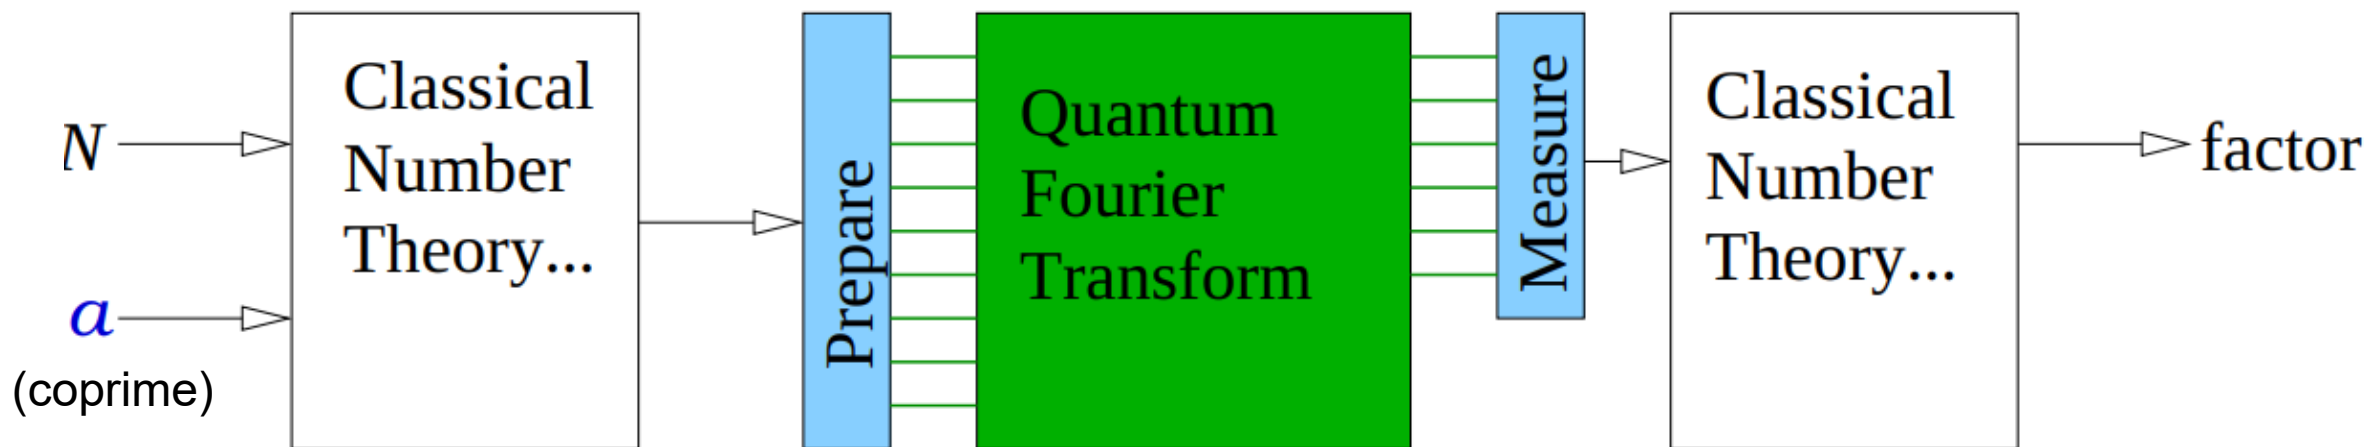 N
a
(coprime)
Classical
Number
Theory...
Prepare
Quantum
Fourier
Transform
Measure
Classical
Number
Theory...
factor